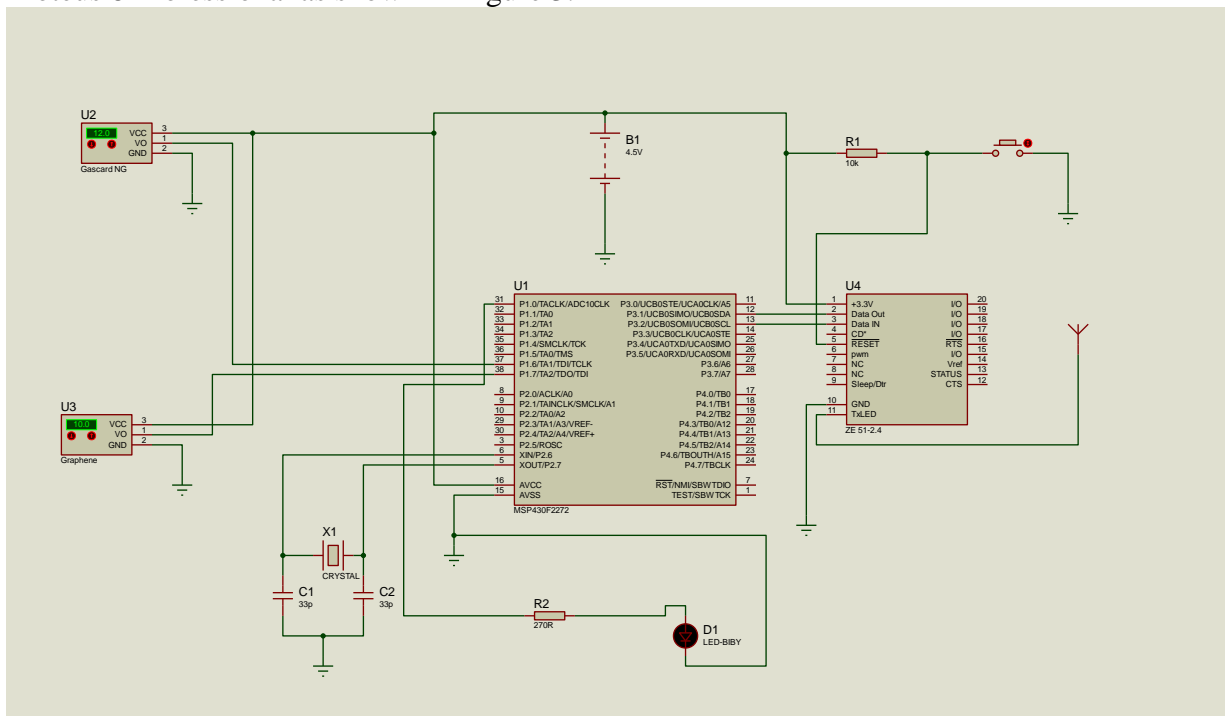 U2
12.0
VCC 3
VO 1
GND 2
Gascard NG
B1
4.5V
R1
10k
U3
10.0
VCC 3
VO 1
GND 2
Graphene
U1
31 P1.0/TACLK/ADC10CLK P3.0/UCB0STE/UCA0CLK/A5 11
32 P1.1/TA0 P3.1/UCB0SIMO/UCB0SDA 12
33 P1.2/TA1 P3.2/UCB0SOMI/UCB0SCL 13
34 P1.3/TA2 P3.3/UCB0CLK/UCA0STE 14
35 P1.4/SMCLK/TCK P3.4/UCA0TXD/UCA0SIMO 25
36 P1.5/TA0/TMS P3.5/UCA0RXD/UCA0SOMI 26
37 P1.6/TA1/TDI/TCLK P3.6/A6 27
38 P1.7/TA2/TDO/TDI P3.7/A7 28
8 P2.0/ACLK/A0 P4.0/TB0 17
9 P2.1/TAINCLK/SMCLK/A1 P4.1/TB1 18
10 P2.2/TA0/A2 P4.2/TB2 19
29 P2.3/TA1/A3/VREF- P4.3/TB0/A12 20
30 P2.4/TA2/A4/VREF+ P4.4/TB1/A13 21
3 P2.5/ROSC P4.5/TB2/A14 22
6 XIN/P2.6 P4.6/TBOUTH/A15 23
5 XOUT/P2.7 P4.7/TBCLK 24
16 AVCC RST/NMI/SBWTDIO 7
15 AVSS TEST/SBWTCK 1
MSP430F2272
U4
1 +3.3V I/O 20
2 Data Out I/O 19
3 Data IN I/O 18
4 CD* I/O 17
5 RESET RTS 16
6 pwm I/O 15
7 NC Vref 14
8 NC STATUS 13
9 Sleep/Dtr CTS 12
10 GND
11 TxLED
ZE 51-2.4
X1
CRYSTAL
C1
33p
C2
33p
R2
270R
D1
LED-BIBY